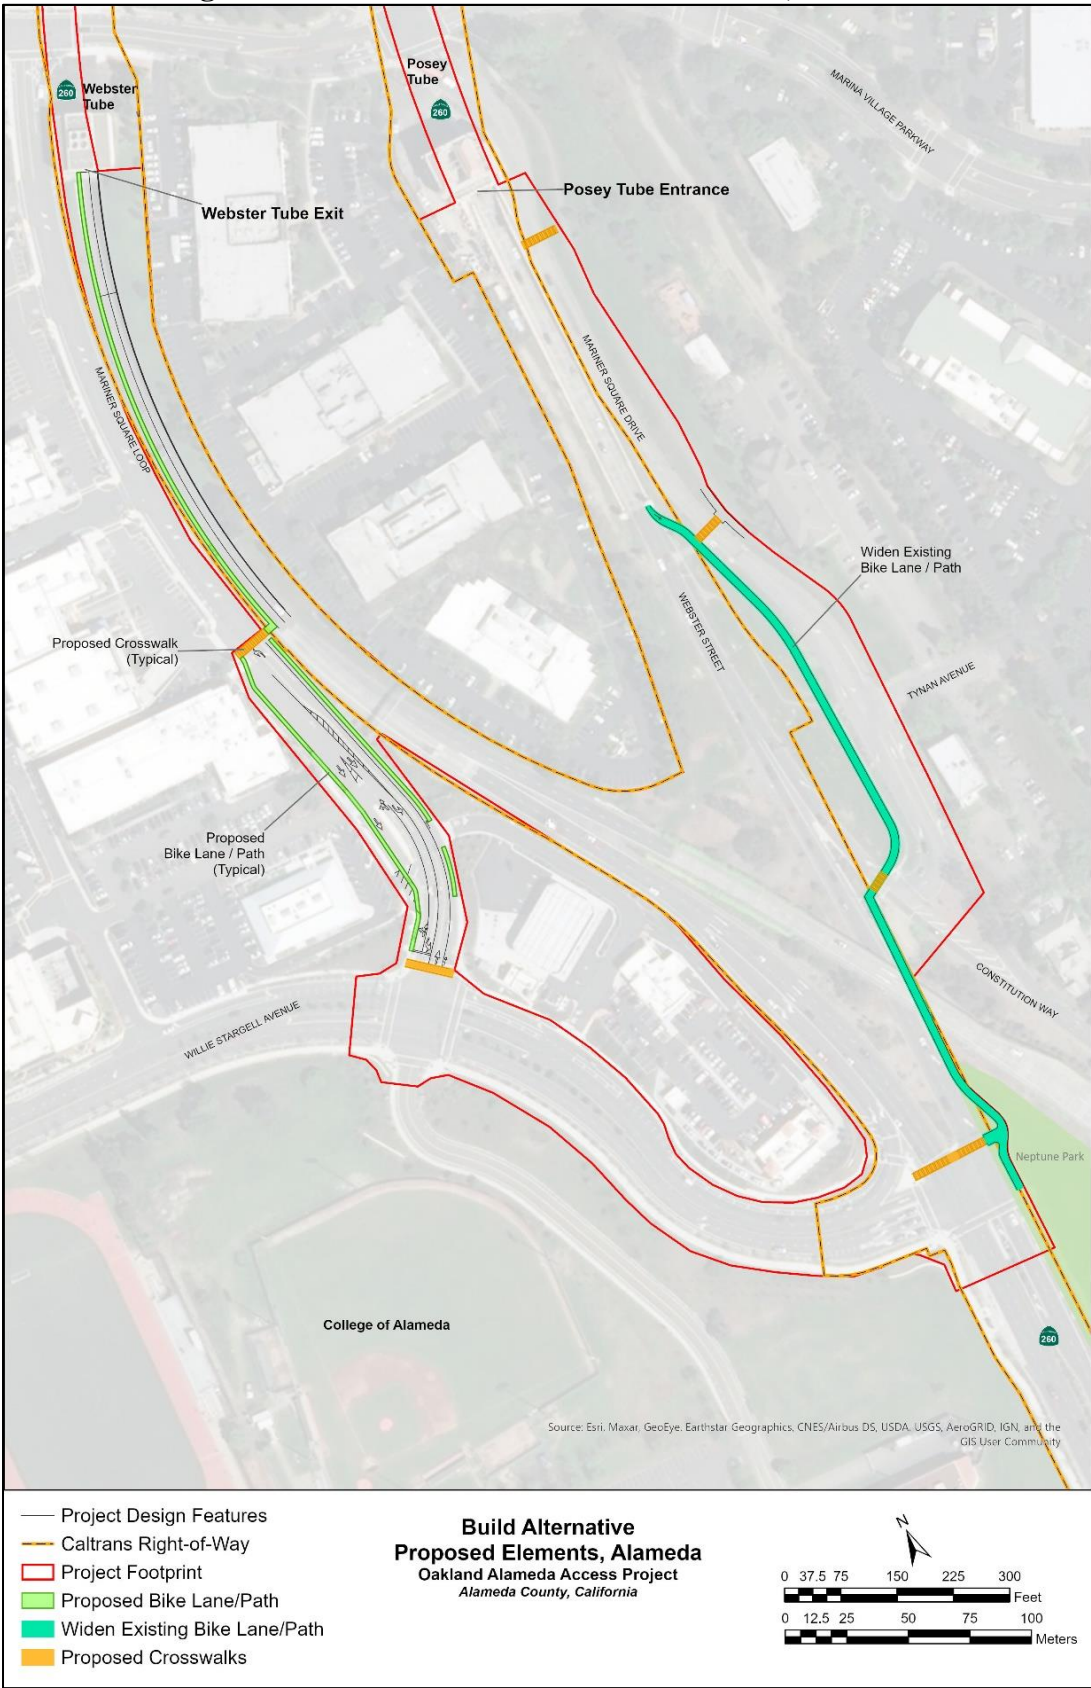 Posey
Tube
260
260
Webster
Tube
MARINA VILLAGE PARKWAY
Posey Tube Entrance
Webster Tube Exit
MARINER SQUARE DRIVE
MARINER SQUARE LOOP
Widen Existing
Bike Lane / Path
WEBSTER STREET
Proposed Crosswalk
(Typical)
TYNAN AVENUE
Proposed
Bike Lane / Path
(Typical)
CONSTITUTION WAY
WILLIE STARGELL AVENUE
Neptune Park
College of Alameda
260
Source: Esri, Maxar, GeoEye, Earthstar Geographics, CNES/Airbus DS, USDA, USGS, AeroGRID, IGN, and the
GIS User Community
Project Design Features
Caltrans Right-of-Way
Project Footprint
Proposed Bike Lane/Path
Widen Existing Bike Lane/Path
Proposed Crosswalks
Build Alternative
Proposed Elements, Alameda
Oakland Alameda Access Project
Alameda County, California
N
0 37.5 75 150 225 300
Feet
0 12.5 25 50 75 100
Meters